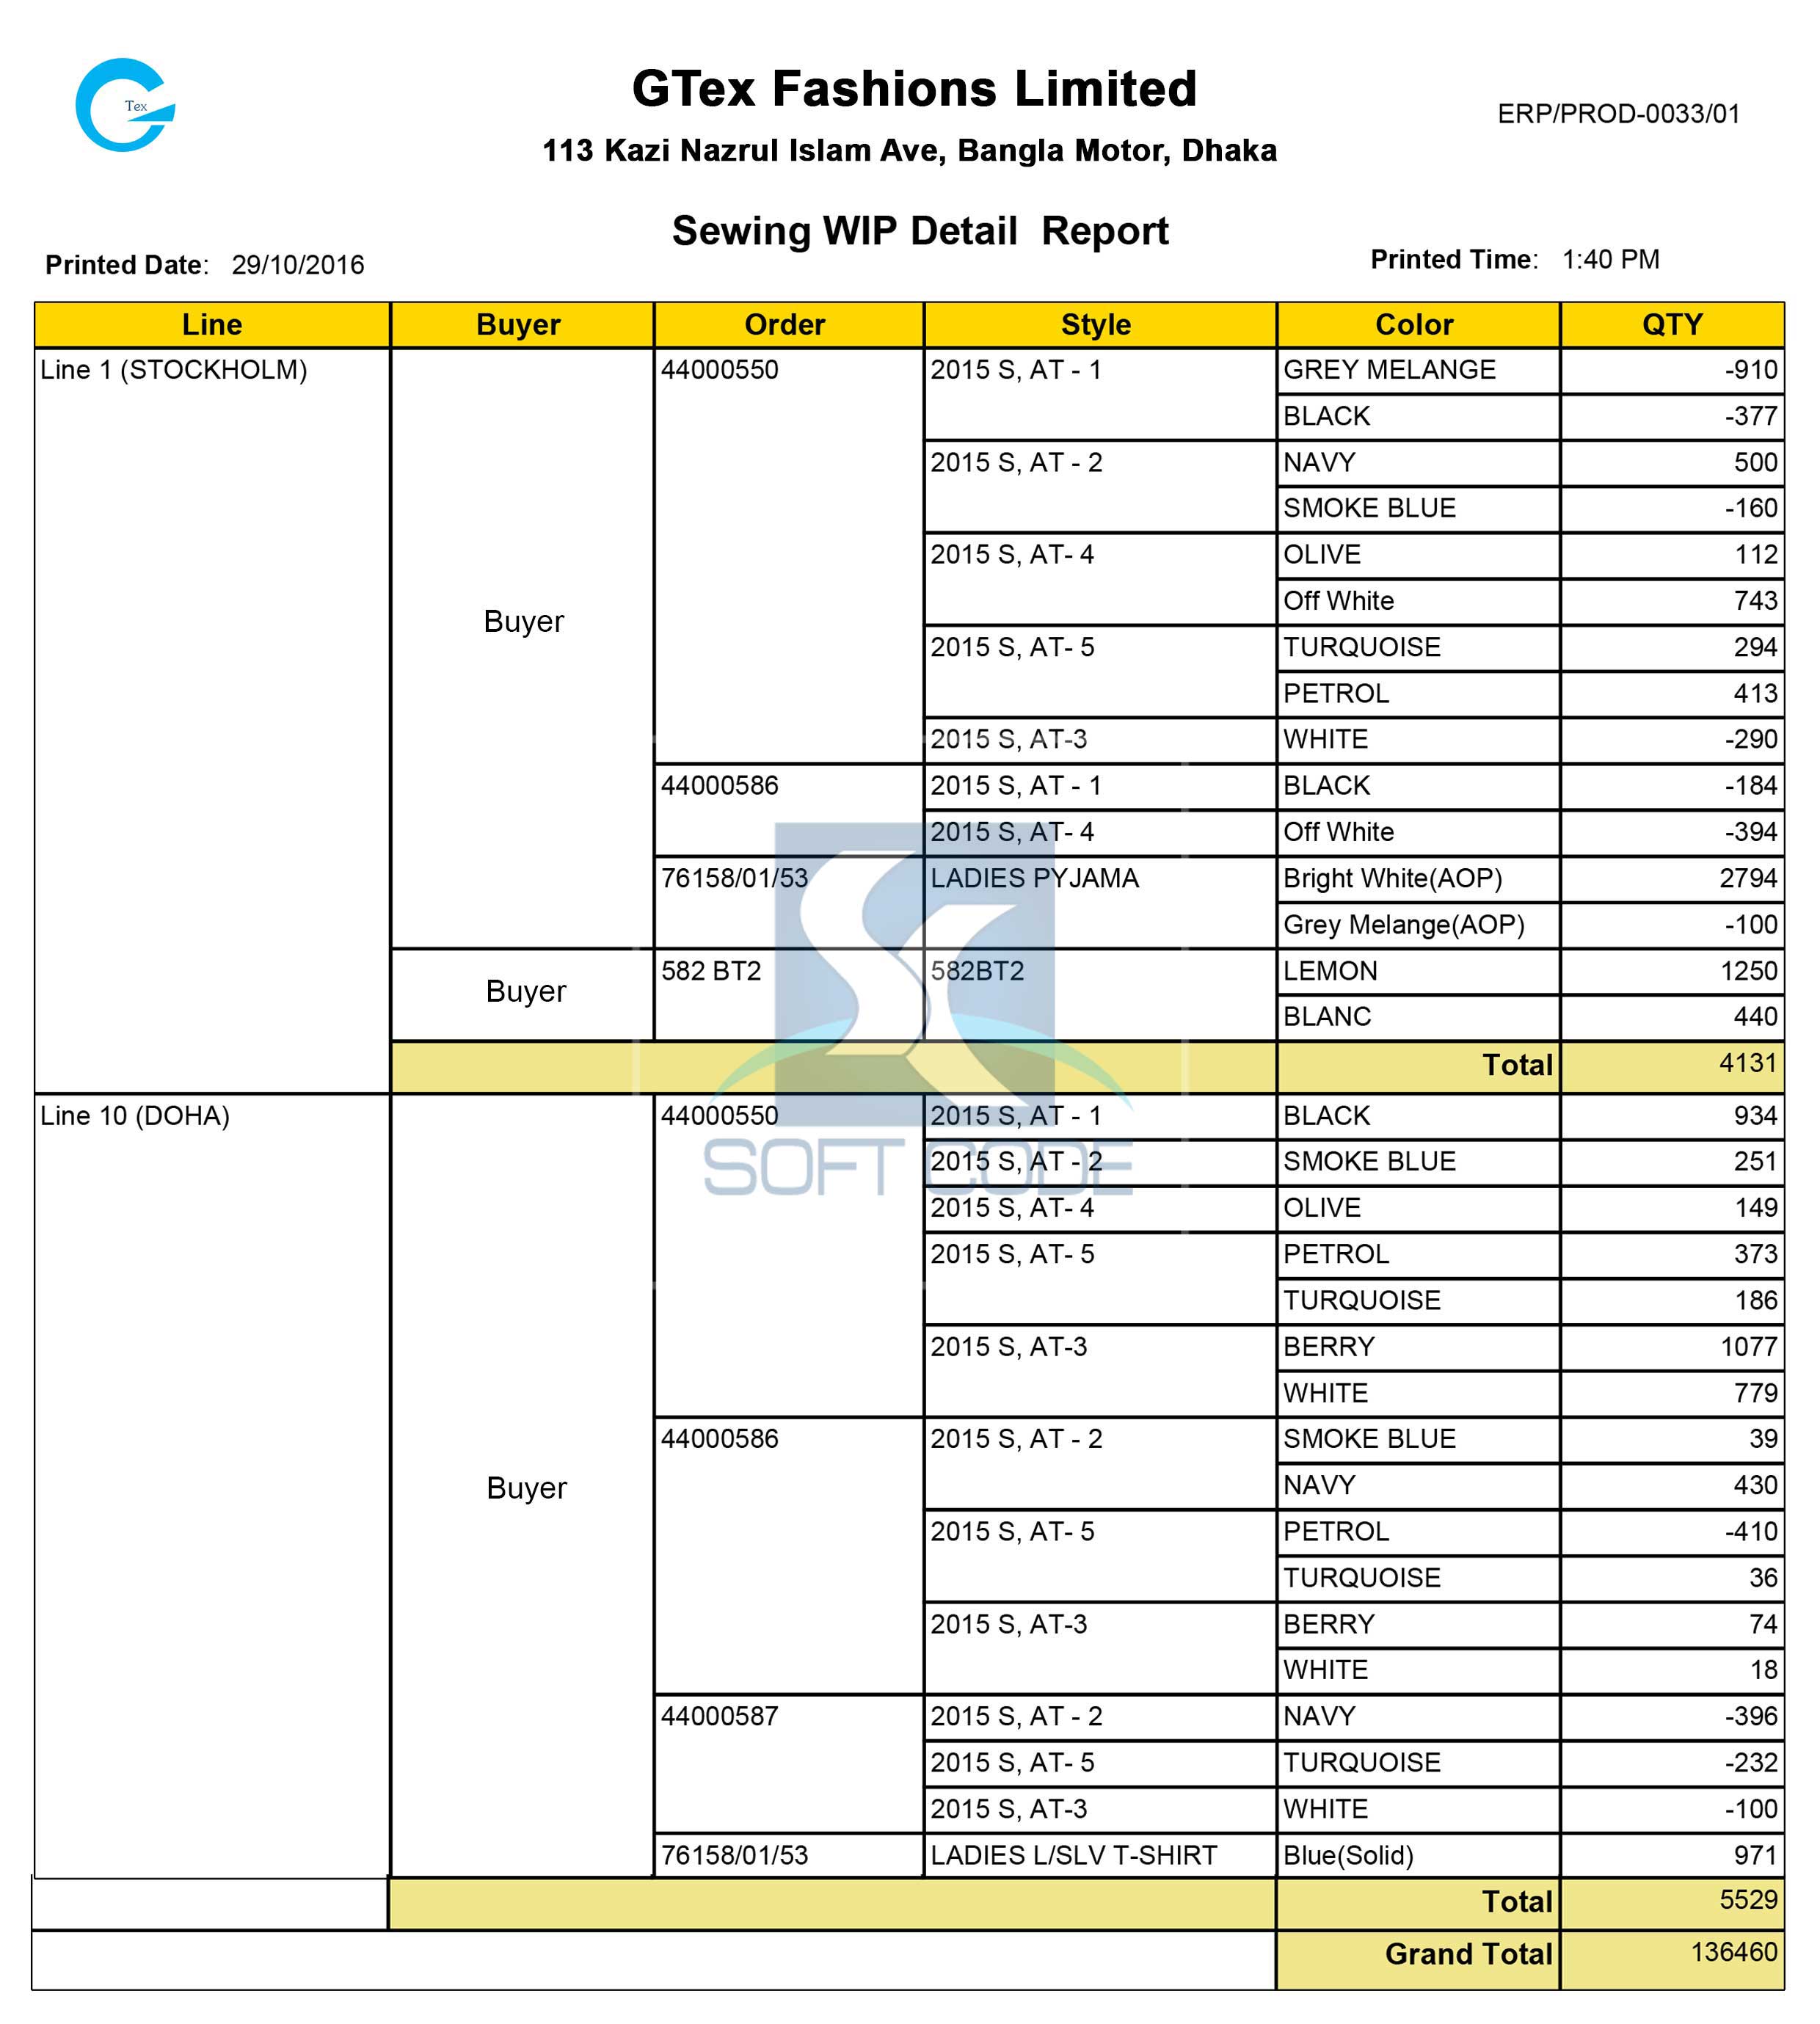 Tex
GTex Fashions Limited
ERP/PROD-0033/01
113 Kazi Nazrul Islam Ave, Bangla Motor, Dhaka
Sewing WIP Detail Report
Printed Date: 29/10/2016
Printed Time: 1:40 PM
Line Buyer Order Style Color QTY
Line 1 (STOCKHOLM) 44000550 2015 S, AT - 1 GREY MELANGE -910
BLACK -377
2015 S, AT - 2 NAVY 500
SMOKE BLUE -160
2015 S, AT- 4 OLIVE 112
Off White 743
Buyer
2015 S, AT- 5 TURQUOISE 294
PETROL 413
2015 S, AT-3 WHITE -290
44000586 2015 S, AT - 1 BLACK -184
2015 S, AT- 4 Off White -394
76158/01/53 LADIES PYJAMA Bright White(AOP) 2794
Grey Melange(AOP) -100
Buyer 582 BT2 582BT2 LEMON 1250
BLANC 440
Total 4131
Line 10 (DOHA) 44000550 2015 S, AT - 1 BLACK 934
SOFT CODE
2015 S, AT - 2 SMOKE BLUE 251
2015 S, AT- 4 OLIVE 149
2015 S, AT- 5 PETROL 373
TURQUOISE 186
2015 S, AT-3 BERRY 1077
WHITE 779
44000586 2015 S, AT - 2 SMOKE BLUE 39
Buyer NAVY 430
2015 S, AT- 5 PETROL -410
TURQUOISE 36
2015 S, AT-3 BERRY 74
WHITE 18
44000587 2015 S, AT - 2 NAVY -396
2015 S, AT- 5 TURQUOISE -232
2015 S, AT-3 WHITE -100
76158/01/53 LADIES L/SLV T-SHIRT Blue(Solid) 971
Total 5529
Grand Total 136460